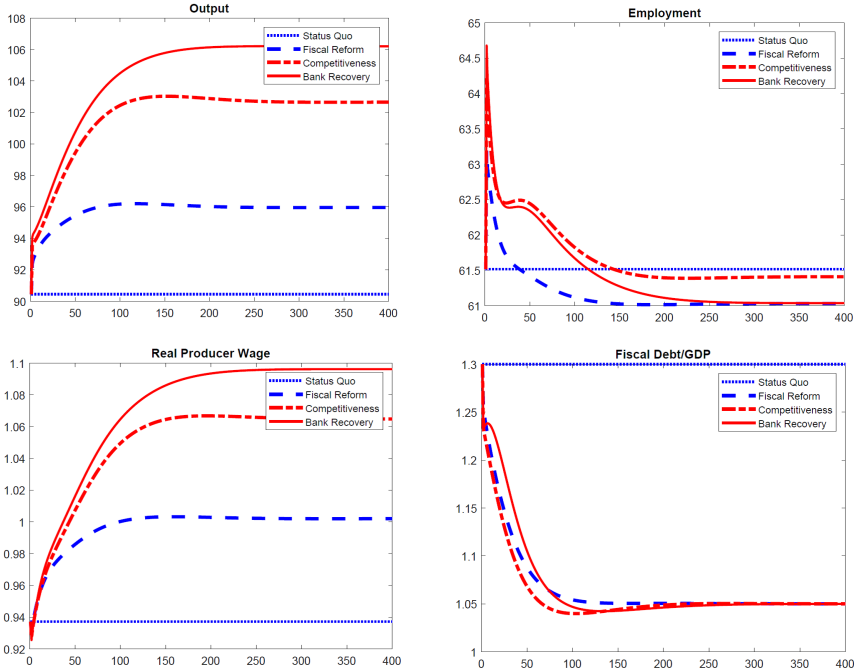 Output
108
106
104
102
100
98
96
94
92
90
0 50 100 150 200 250 300 350 400
Status Quo
Fiscal Reform
Competitiveness
Bank Recovery
Employment
65
64.5
64
63.5
63
62.5
62
61.5
61
0 50 100 150 200 250 300 350 400
Status Quo
Fiscal Reform
Competitiveness
Bank Recovery
Real Producer Wage
1.1
1.08
1.06
1.04
1.02
1
0.98
0.96
0.94
0.92
0 50 100 150 200 250 300 350 400
Status Quo
Fiscal Reform
Competitiveness
Bank Recovery
Fiscal Debt/GDP
1.3
1.25
1.2
1.15
1.1
1.05
1
0 50 100 150 200 250 300 350 400
Status Quo
Fiscal Reform
Competitiveness
Bank Recovery